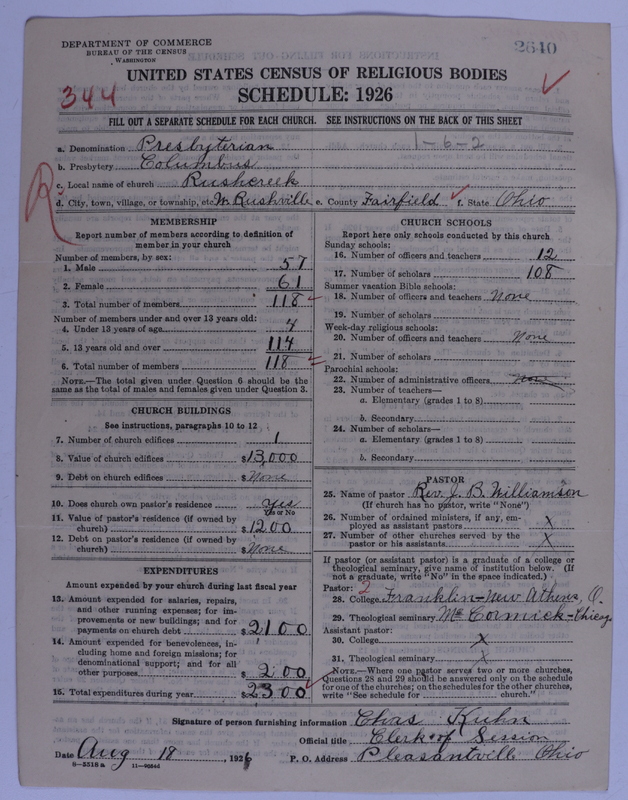 DEPARTMENT OF COMMERCE
BUREAU OF THE CENSUS
WASHINGTON
2640
UNITED STATES CENSUS OF RELIGIOUS BODIES
344
SCHEDULE: 1926
FILL OUT A SEPARATE SCHEDULE FOR EACH CHURCH. SEE INSTRUCTIONS ON THE BACK OF THIS SHEET
a. Denomination Presbyterian 1-6-2
b. Presbytery Columbus
c. Local name of church Rushcreek
R
d. City, town, village, or township, etc. W. Rushville e. County Fairfield f. State Ohio
MEMBERSHIP
Report number of members according to definition of
member in your church
Number of members, by sex:
1. Male 57
2. Female 61
3. Total number of members 118
Number of members under and over 13 years old:
4. Under 13 years of age 4
5. 13 years old and over 114
6. Total number of members 118
NOTE.—The total given under Question 6 should be the
same as the total of males and females given under Question 3.
CHURCH BUILDINGS
See instructions, paragraphs 10 to 12
7. Number of church edifices 1
8. Value of church edifices $13,000
9. Debt on church edifices $None
10. Does church own pastor's residence yes
Yes or No
11. Value of pastor's residence (if owned by
church) $1200
12. Debt on pastor's residence (if owned by
church) $None
EXPENDITURES
Amount expended by your church during last fiscal year
13. Amount expended for salaries, repairs,
and other running expenses; for im-
provements or new buildings; and for
payments on church debt $2100
14. Amount expended for benevolences, in-
cluding home and foreign missions; for
denominational support; and for all
other purposes $200
15. Total expenditures during year $2300
CHURCH SCHOOLS
Report here only schools conducted by this church
Sunday schools:
16. Number of officers and teachers 12
17. Number of scholars 108
Summer vacation Bible schools:
18. Number of officers and teachers None
19. Number of scholars
Week-day religious schools:
20. Number of officers and teachers None
21. Number of scholars
Parochial schools:
22. Number of administrative officers None
23. Number of teachers—
a. Elementary (grades 1 to 8)
b. Secondary
24. Number of scholars—
a. Elementary (grades 1 to 8)
b. Secondary
PASTOR
25. Name of pastor Rev. J. B. Williamson
(If church has no pastor, write "None")
26. Number of ordained ministers, if any, em-
ployed as assistant pastors X
27. Number of other churches served by the
pastor or his assistants X
If pastor (or assistant pastor) is a graduate of a college or
theological seminary, give name of institution below. (If
not a graduate, write "No" in the space indicated.)
Pastor: 2
28. College Franklin-New Athens, O.
29. Theological seminary McCormick-Chicg.
Assistant pastor:
30. College X
31. Theological seminary X
NOTE.—Where one pastor serves two or more churches,
Questions 28 and 29 should be answered only on the schedule
for one of the churches; on the schedules for the other churches,
write "See schedule for church."
Signature of person furnishing information Chas Kuhn
Official title Clerk of Session
Date Aug 18, 1926 P. O. Address Pleasantville Ohio
8-5518 a